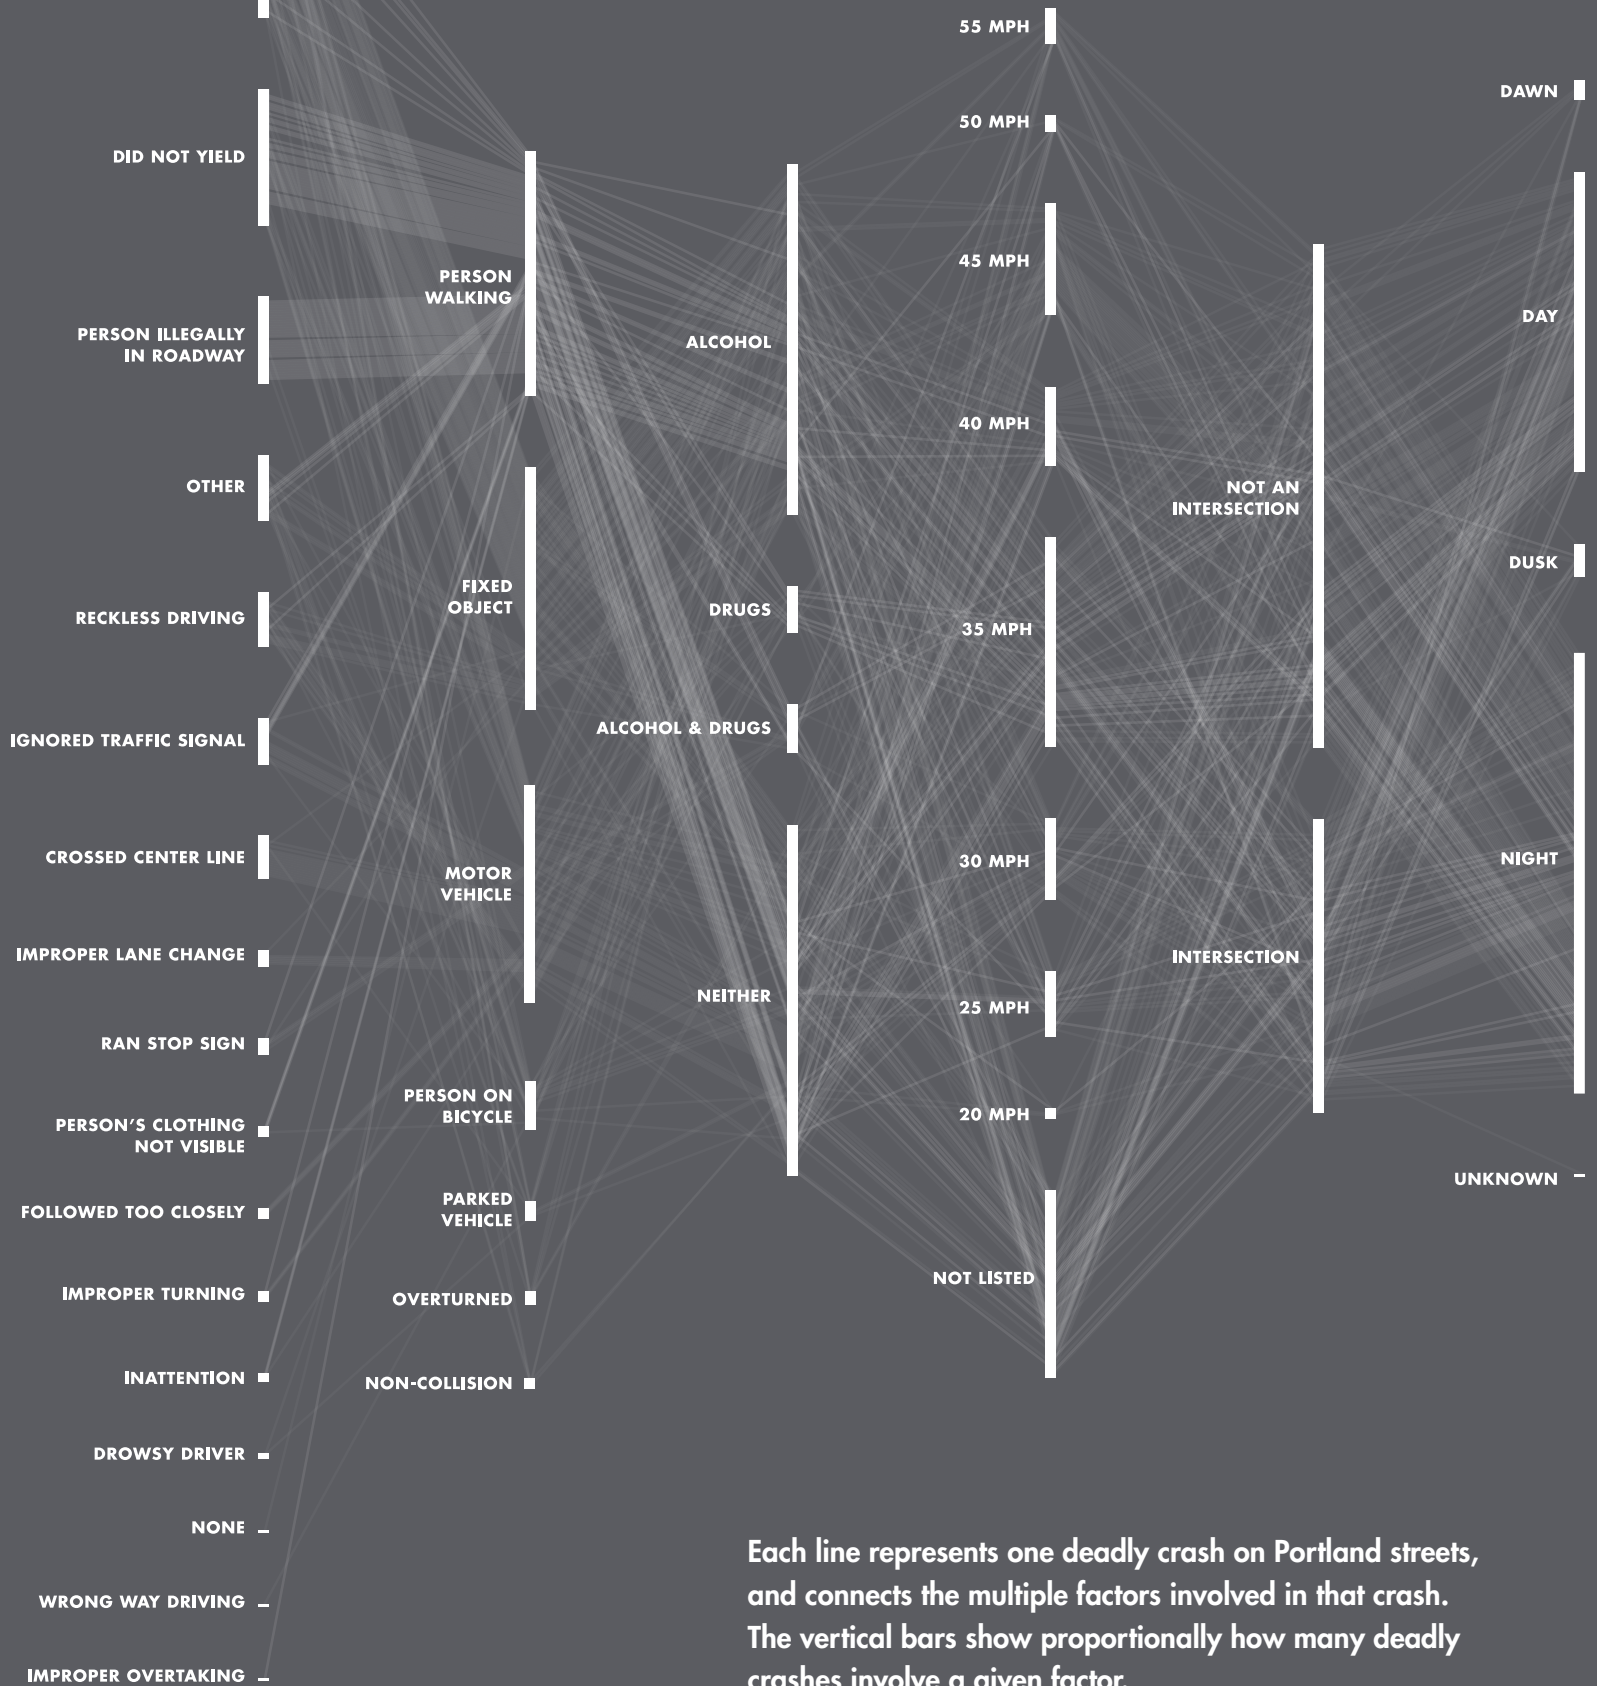 DID NOT YIELD
PERSON ILLEGALLY
IN ROADWAY
OTHER
RECKLESS DRIVING
IGNORED TRAFFIC SIGNAL
CROSSED CENTER LINE
IMPROPER LANE CHANGE
RAN STOP SIGN
PERSON'S CLOTHING
NOT VISIBLE
FOLLOWED TOO CLOSELY
IMPROPER TURNING
INATTENTION
DROWSY DRIVER
NONE
WRONG WAY DRIVING
IMPROPER OVERTAKING
PERSON
WALKING
FIXED
OBJECT
MOTOR
VEHICLE
PERSON ON
BICYCLE
PARKED
VEHICLE
OVERTURNED
NON-COLLISION
ALCOHOL
DRUGS
ALCOHOL & DRUGS
NEITHER
55 MPH
50 MPH
45 MPH
40 MPH
35 MPH
30 MPH
25 MPH
20 MPH
NOT LISTED
NOT AN
INTERSECTION
INTERSECTION
DAWN
DAY
DUSK
NIGHT
UNKNOWN
Each line represents one deadly crash on Portland streets,
and connects the multiple factors involved in that crash.
The vertical bars show proportionally how many deadly
crashes involve a given factor.